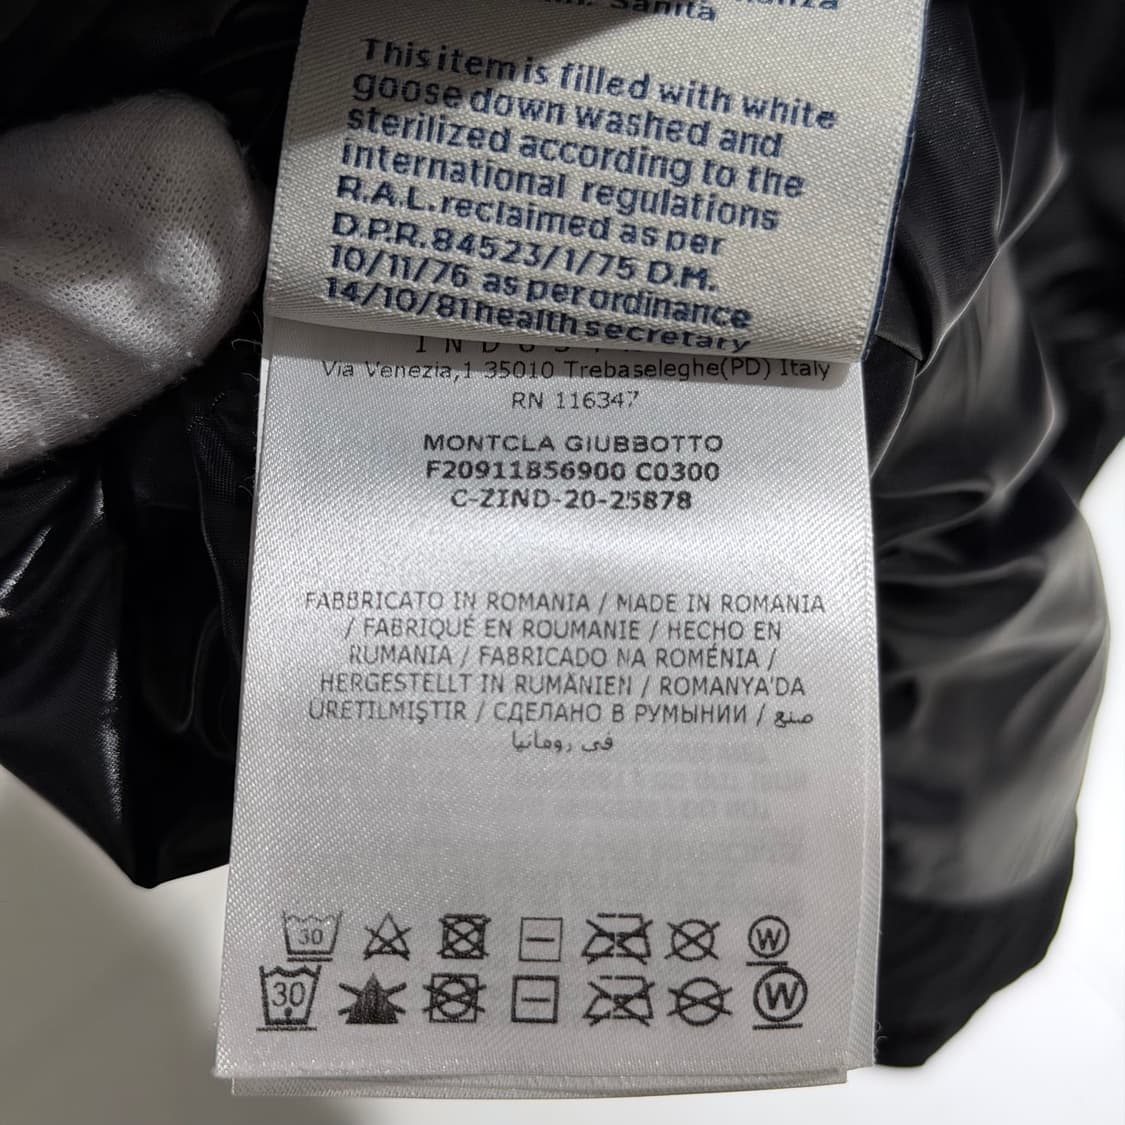 Sanità
This item is filled with white
goose down washed and
sterilized according to the
international regulations
R.A.L. reclaimed as per
D.P.R. 84523/1/75 D.M.
10/11/76 as per ordinance
14/10/81 health secretary
Via Venezia,1 35010 Trebaseleghe(PD) Italy
RN 116347
MONTCLA GIUBBOTTO
F20911B56900 C0300
C-ZIND-20-25878
FABBRICATO IN ROMANIA / MADE IN ROMANIA
/ FABRIQUÉ EN ROUMANIE / HECHO EN
RUMANIA / FABRICADO NA ROMÉNIA /
HERGESTELLT IN RUMÄNIEN / ROMANYA'DA
ÜRETILMIŞTIR / СДЕЛАНО В РУМЫНИИ / صنع
في رومانيا
30 W
30 W